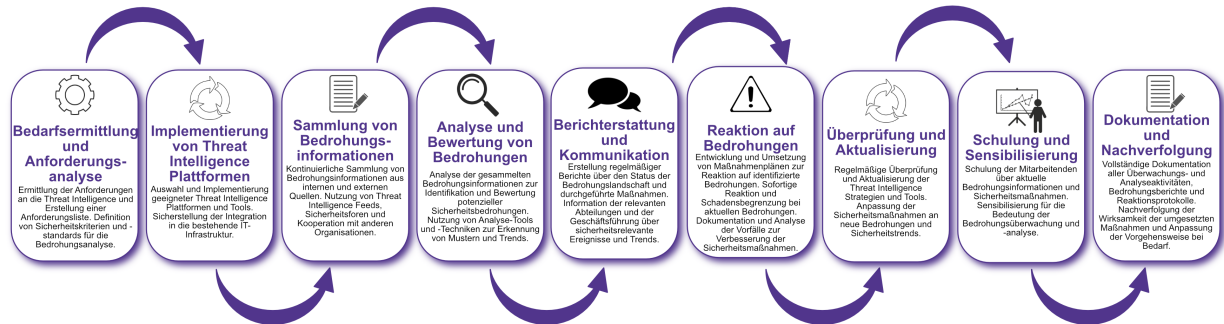 Bedarfsermittlung
und
Anforderungs-
analyse
Ermittlung der Anforderungen
an die Threat Intelligence und
Erstellung einer
Anforderungsliste. Definition
von Sicherheitskriterien und -
standards für die
Bedrohungsanalyse.
Implementierung
von Threat
Intelligence
Plattformen
Auswahl und Implementierung
geeigneter Threat Intelligence
Plattformen und Tools.
Sicherstellung der Integration
in die bestehende IT-
Infrastruktur.
Sammlung von
Bedrohungs-
informationen
Kontinuierliche Sammlung von
Bedrohungsinformationen aus
internen und externen
Quellen. Nutzung von Threat
Intelligence Feeds,
Sicherheitsforen und
Kooperation mit anderen
Organisationen.
Analyse und
Bewertung von
Bedrohungen
Analyse der gesammelten
Bedrohungsinformationen zur
Identifikation und Bewertung
potenzieller
Sicherheitsbedrohungen.
Nutzung von Analyse-Tools
und -Techniken zur Erkennung
von Mustern und Trends.
Berichterstattung
und
Kommunikation
Erstellung regelmäßiger
Berichte über den Status der
Bedrohungslandschaft und
durchgeführte Maßnahmen.
Information der relevanten
Abteilungen und der
Geschäftsführung über
sicherheitsrelevante
Ereignisse und Trends.
Reaktion auf
Bedrohungen
Entwicklung und Umsetzung
von Maßnahmenplänen zur
Reaktion auf identifizierte
Bedrohungen. Sofortige
Reaktion und
Schadensbegrenzung bei
aktuellen Bedrohungen.
Dokumentation und Analyse
der Vorfälle zur
Verbesserung der
Sicherheitsmaßnahmen.
Überprüfung und
Aktualisierung
Regelmäßige Überprüfung
und Aktualisierung der
Threat Intelligence
Strategien und Tools.
Anpassung der
Sicherheitsmaßnahmen an
neue Bedrohungen und
Sicherheitstrends.
Schulung und
Sensibilisierung
Schulung der Mitarbeitenden
über aktuelle
Bedrohungsinformationen und
Sicherheitsmaßnahmen.
Sensibilisierung für die
Bedeutung der
Bedrohungsüberwachung und
-analyse.
Dokumentation
und
Nachverfolgung
Vollständige Dokumentation
aller Überwachungs- und
Analyseaktivitäten,
Bedrohungsberichte und
Reaktionsprotokolle.
Nachverfolgung der
Wirksamkeit der umgesetzten
Maßnahmen und Anpassung
der Vorgehensweise bei
Bedarf.